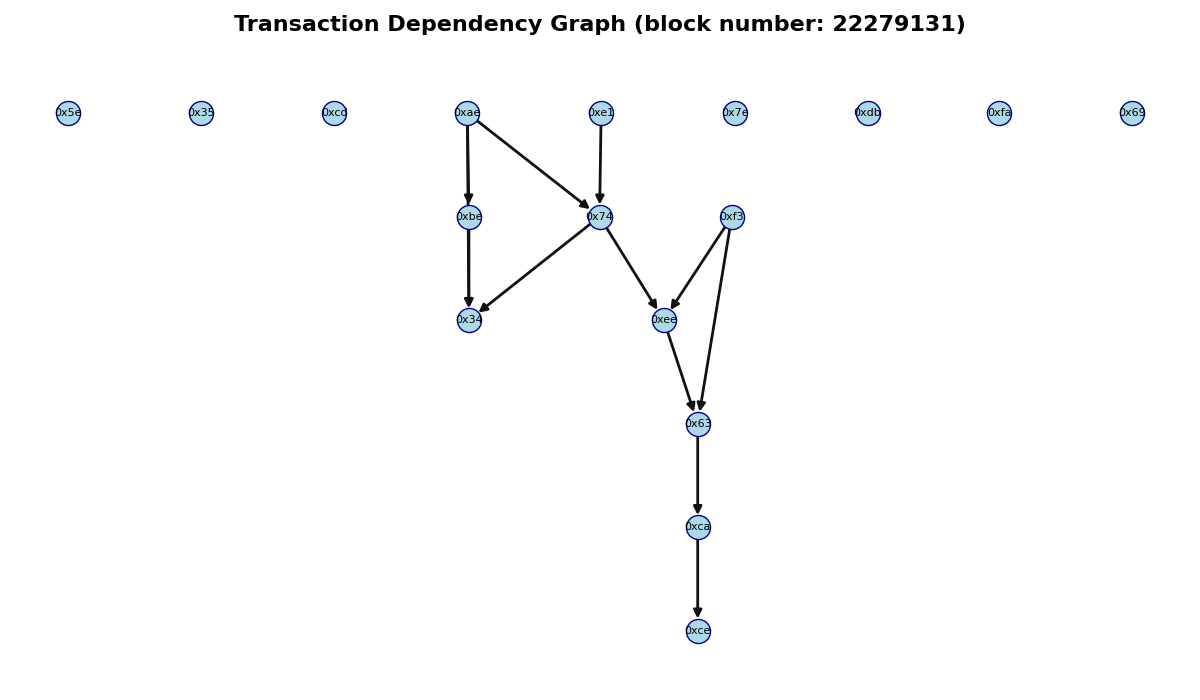 Transaction Dependency Graph (block number: 22279131)
0x5e 0x35 0xcd 0xae 0xe1 0x7e 0xdb 0xfa 0x69
0xbe 0x74 0xf3
0x34 0xee
0x63
0xca
0xce